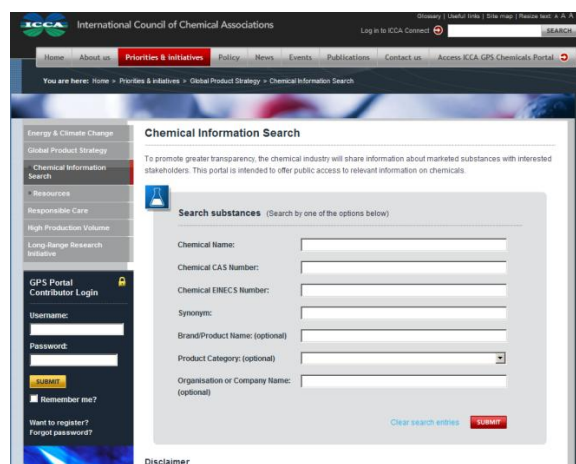 Glossary | Useful links | Site map | Resize text: A A A
ICCA
International Council of Chemical Associations
Log in to ICCA Connect
SEARCH
Home About us Priorities & initiatives Policy News Events Publications Contact us Access ICCA GPS Chemicals Portal
You are here: Home > Priorities & initiatives > Global Product Strategy > Chemical Information Search
Energy & Climate Change
Global Product Strategy
Chemical Information
Search
Resources
Responsible Care
High Production Volume
Long-Range Research
Initiative
GPS Portal
Contributor Login
Username:
Password:
SUBMIT
Remember me?
Want to register?
Forgot password?
Chemical Information Search
To promote greater transparency, the chemical industry will share information about marketed substances with interested
stakeholders. This portal is intended to offer public access to relevant information on chemicals.
Search substances (Search by one of the options below)
Chemical Name:
Chemical CAS Number:
Chemical EINECS Number:
Synonym:
Brand/Product Name: (optional)
Product Category: (optional)
Organisation or Company Name:
(optional)
Clear search entries SUBMIT
Disclaimer